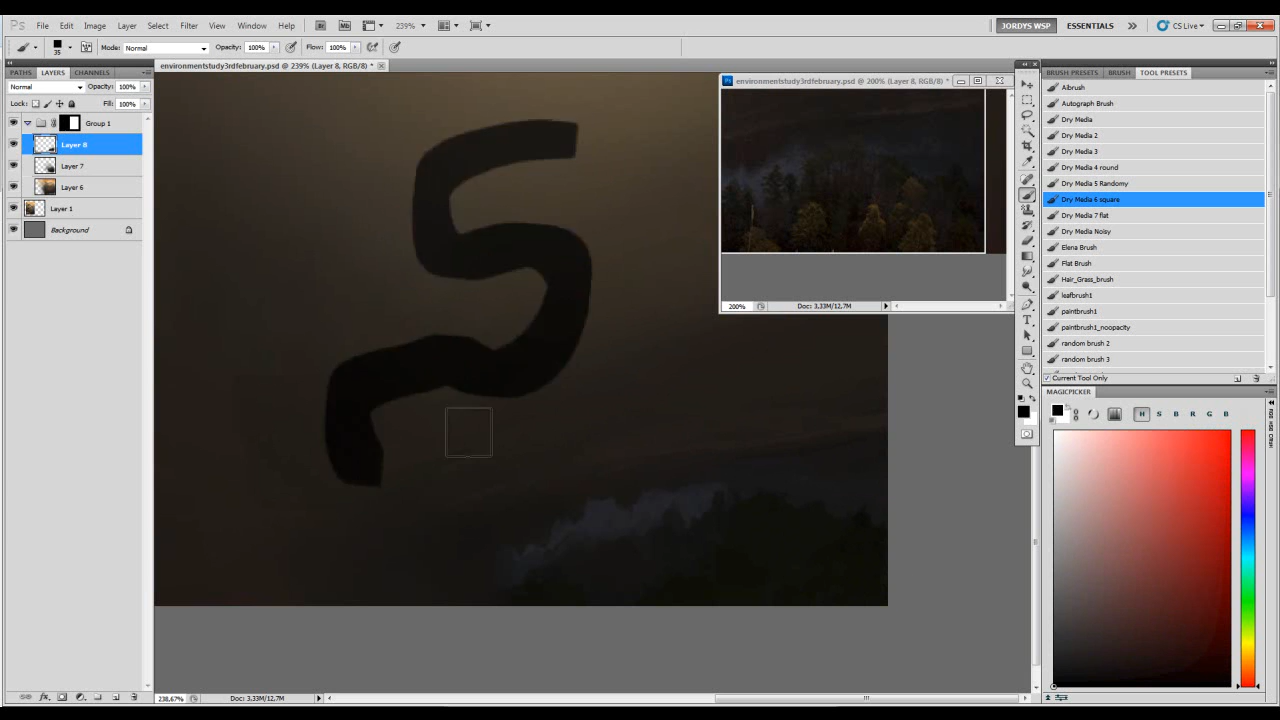 Ps File Edit Image Layer Select Filter View Window Help Br Mb 239% JORDYS WSP ESSENTIALS CS Live
35 Mode: Normal Opacity: 100% Flow: 100%
environmentstudy3rdfebruary.psd @ 239% (Layer 8, RGB/8) *
PATHS LAYERS CHANNELS
Normal Opacity: 100%
Lock: Fill: 100%
Group 1
Layer 8
Layer 7
Layer 6
Layer 1
Background
environmentstudy3rdfebruary.psd @ 200% (Layer 8, RGB/8) *
200% Doc: 3,33M/12,7M
BRUSH PRESETS BRUSH TOOL PRESETS
Aibrush
Autograph Brush
Dry Media
Dry Media 2
Dry Media 3
Dry Media 4 round
Dry Media 5 Randomy
Dry Media 6 square
Dry Media 7 flat
Dry Media Noisy
Elena Brush
Flat Brush
Hair_Grass_brush
leafbrush1
paintbrush1
paintbrush1_noopacity
random brush 2
random brush 3
Current Tool Only
MAGICPICKER
H S B R G B
238,67% Doc: 3,33M/12,7M